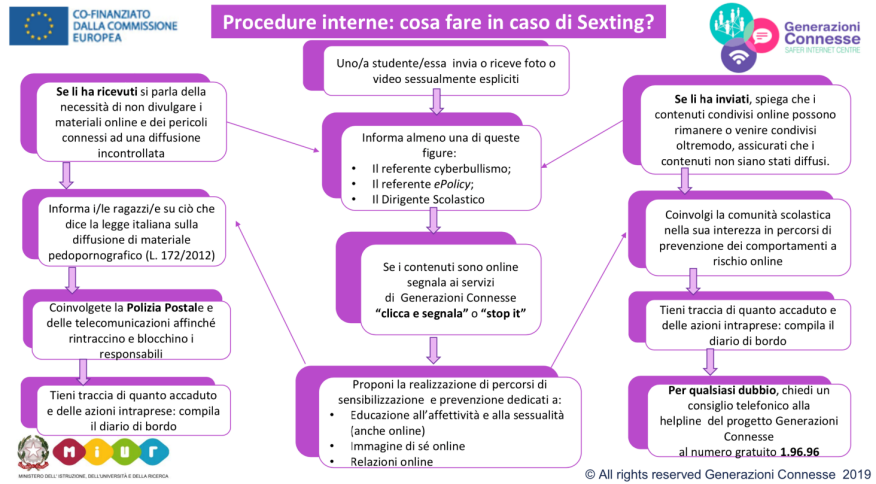 CO-FINANZIATO
DALLA COMMISSIONE
EUROPEA
Procedure interne: cosa fare in caso di Sexting?
Generazioni
Connesse
SAFER INTERNET CENTRE
Uno/a studente/essa invia o riceve foto o
video sessualmente espliciti
Se li ha ricevuti si parla della
necessità di non divulgare i
materiali online e dei pericoli
connessi ad una diffusione
incontrollata
Informa i/le ragazzi/e su ciò che
dice la legge italiana sulla
diffusione di materiale
pedopornografico (L. 172/2012)
Coinvolgete la Polizia Postale e
delle telecomunicazioni affinché
rintraccino e blocchino i
responsabili
Tieni traccia di quanto accaduto
e delle azioni intraprese: compila
il diario di bordo
Informa almeno una di queste
figure:
• Il referente cyberbullismo;
• Il referente ePolicy;
• Il Dirigente Scolastico
Se i contenuti sono online
segnala ai servizi
di Generazioni Connesse
“clicca e segnala” o “stop it”
Proponi la realizzazione di percorsi di
sensibilizzazione e prevenzione dedicati a:
• Educazione all’affettività e alla sessualità
(anche online)
• Immagine di sé online
• Relazioni online
Se li ha inviati, spiega che i
contenuti condivisi online possono
rimanere o venire condivisi
oltremodo, assicurati che i
contenuti non siano stati diffusi.
Coinvolgi la comunità scolastica
nella sua interezza in percorsi di
prevenzione dei comportamenti a
rischio online
Tieni traccia di quanto accaduto e
delle azioni intraprese: compila il
diario di bordo
Per qualsiasi dubbio, chiedi un
consiglio telefonico alla
helpline del progetto Generazioni
Connesse
al numero gratuito 1.96.96
miur
MINISTERO DELL’ ISTRUZIONE, DELL’UNIVERSITÀ E DELLA RICERCA
© All rights reserved Generazioni Connesse 2019